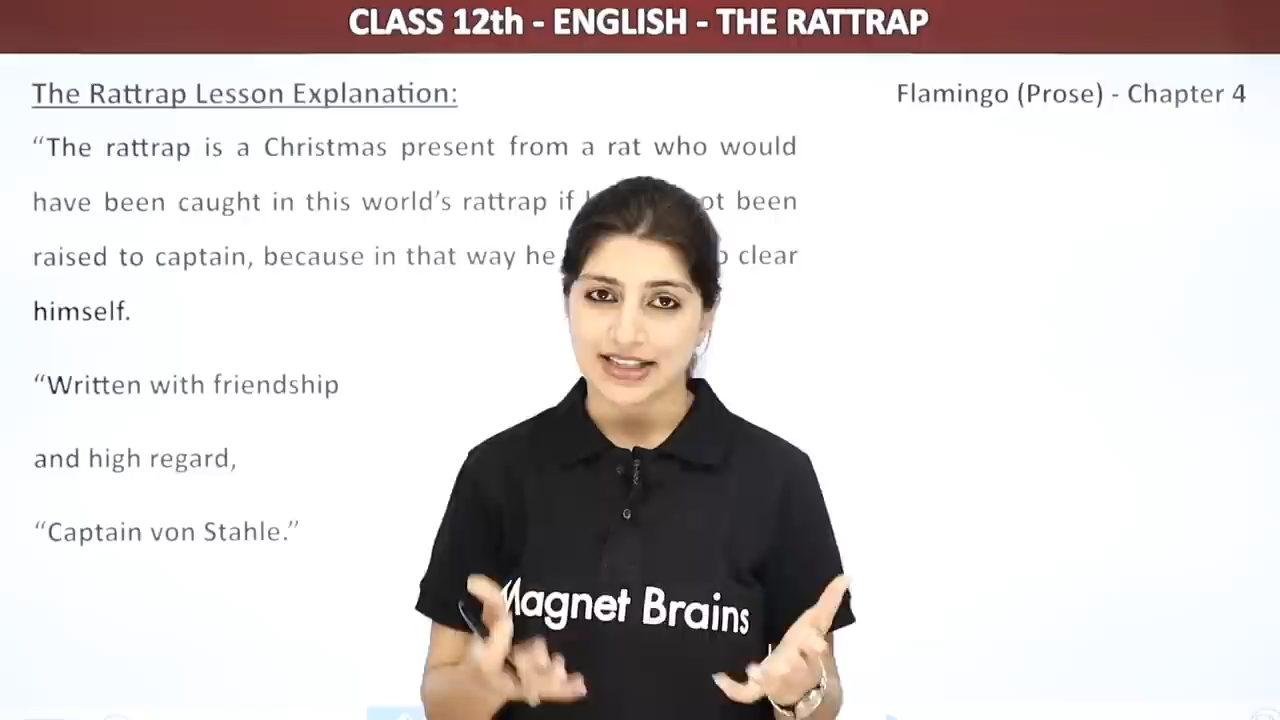 CLASS 12th - ENGLISH - THE RATTRAP
The Rattrap Lesson Explanation:
Flamingo (Prose) - Chapter 4
“The rattrap is a Christmas present from a rat who would
have been caught in this world’s rattrap if been
raised to captain, because in that way he clear
himself.
“Written with friendship
and high regard,
“Captain von Stahle.”
Magnet Brains